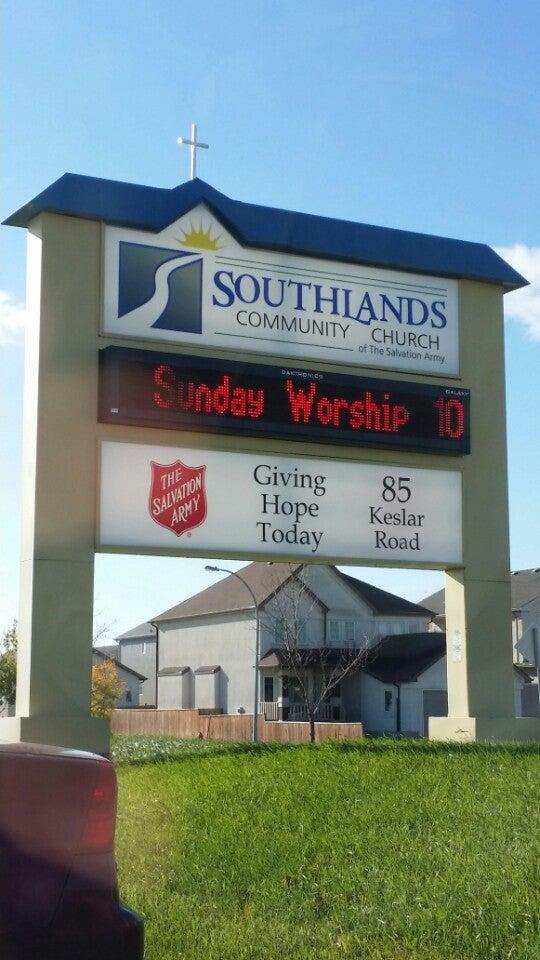 SOUTHLANDS
COMMUNITY CHURCH
of The Salvation Army
DAKTRONICS
GALAXY
Sunday Worship 10
THE
SALVATION
ARMY
Giving
Hope
Today
85
Keslar
Road